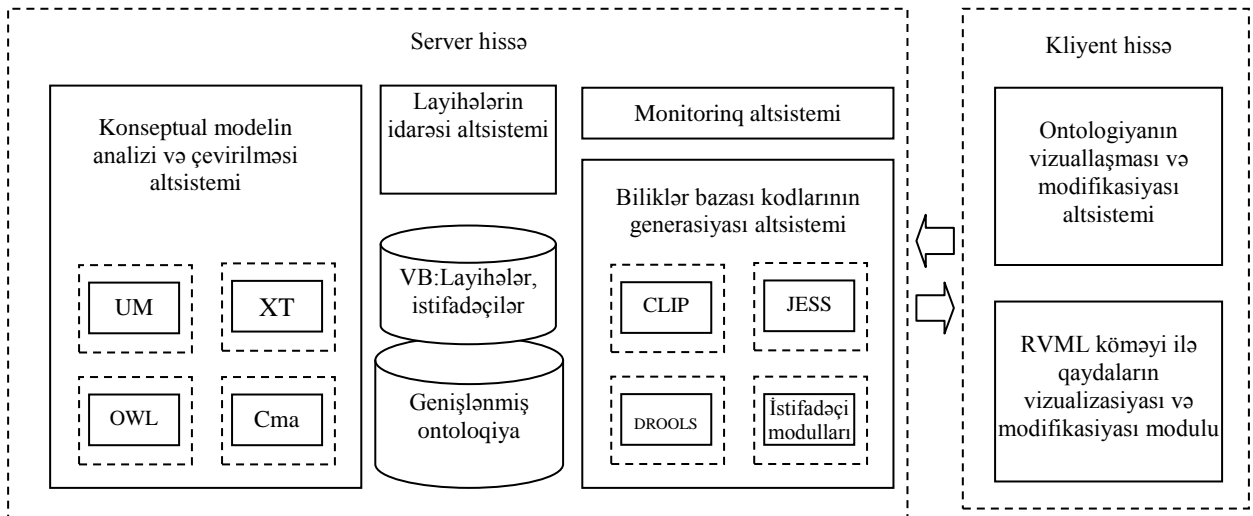 Server hissə
Konseptual modelin
analizi və çevirilməsi
altsistemi
UM
XT
OWL
Cma
Layihələrin
idarəsi altsistemi
VB:Layihələr,
istifadəçilər
Genişlənmiş
ontoloqiya
Monitorinq altsistemi
Biliklər bazası kodlarının
generasiyası altsistemi
CLIP
JESS
DROOLS
İstifadəçi
modulları
Kliyent hissə
Ontologiyanın
vizuallaşması və
modifikasiyası
altsistemi
RVML köməyi ilə
qaydaların
vizualizasiyası və
modifikasiyası modulu